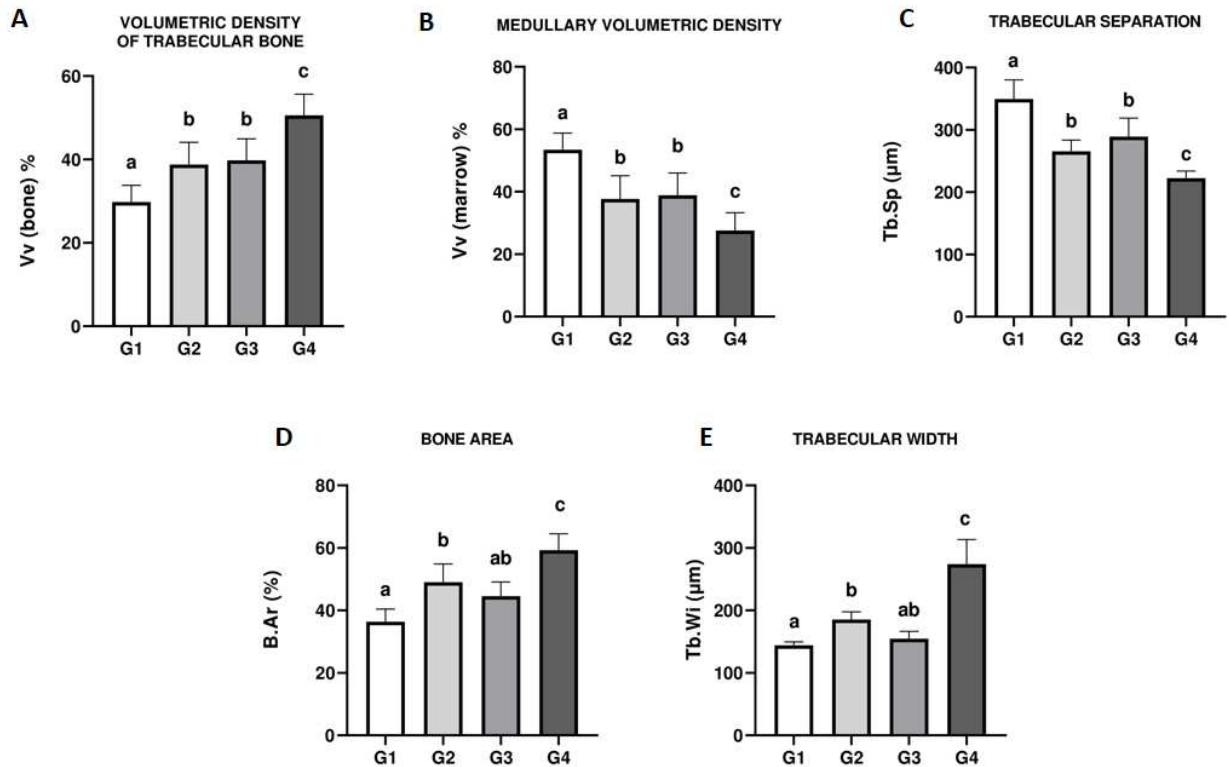 A
VOLUMETRIC DENSITY
OF TRABECULAR BONE
Vv (bone) %
60
40
20
0
a
b
b
c
G1 G2 G3 G4
B
MEDULLARY VOLUMETRIC DENSITY
Vv (marrow) %
80
60
40
20
0
a
b
b
c
G1 G2 G3 G4
C
TRABECULAR SEPARATION
Tb.Sp (µm)
400
300
200
100
0
a
b
b
c
G1 G2 G3 G4
D
BONE AREA
B.Ar (%)
80
60
40
20
0
a
b
ab
c
G1 G2 G3 G4
E
TRABECULAR WIDTH
Tb.Wi (µm)
400
300
200
100
0
a
b
ab
c
G1 G2 G3 G4